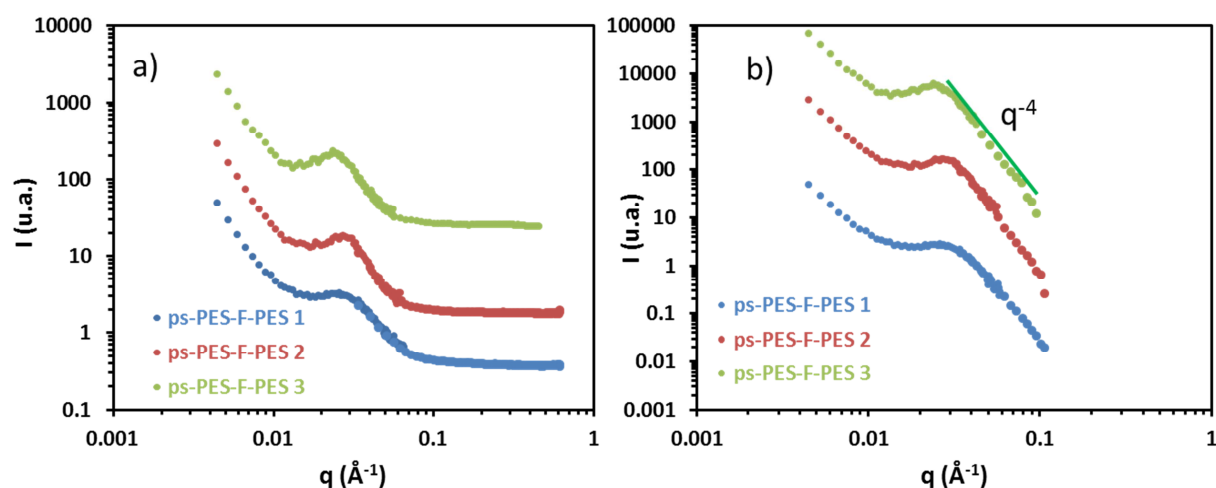 a)
I (u.a.)
10000
1000
100
10
1
0.1
ps-PES-F-PES 1
ps-PES-F-PES 2
ps-PES-F-PES 3
0.001
0.01
0.1
1
q (Å-1)
b)
q-4
I (u.a.)
100000
10000
1000
100
10
1
0.1
0.01
0.001
ps-PES-F-PES 1
ps-PES-F-PES 2
ps-PES-F-PES 3
0.001
0.01
0.1
1
q (Å-1)